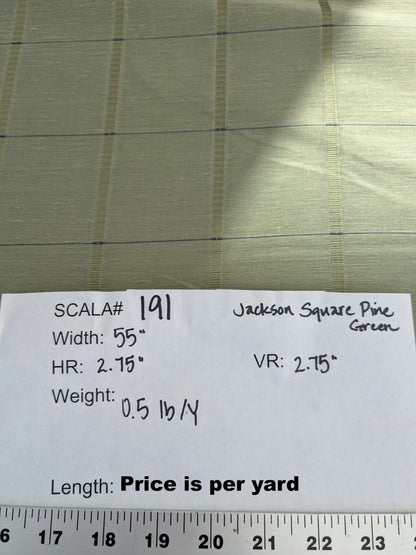 SCALA# 191 Jackson Square Pine Green
Width: 55"
HR: 2.75" VR: 2.75"
Weight: 0.5 lb/Y
Length: Price is per yard
6 17 18 19 20 21 22 23